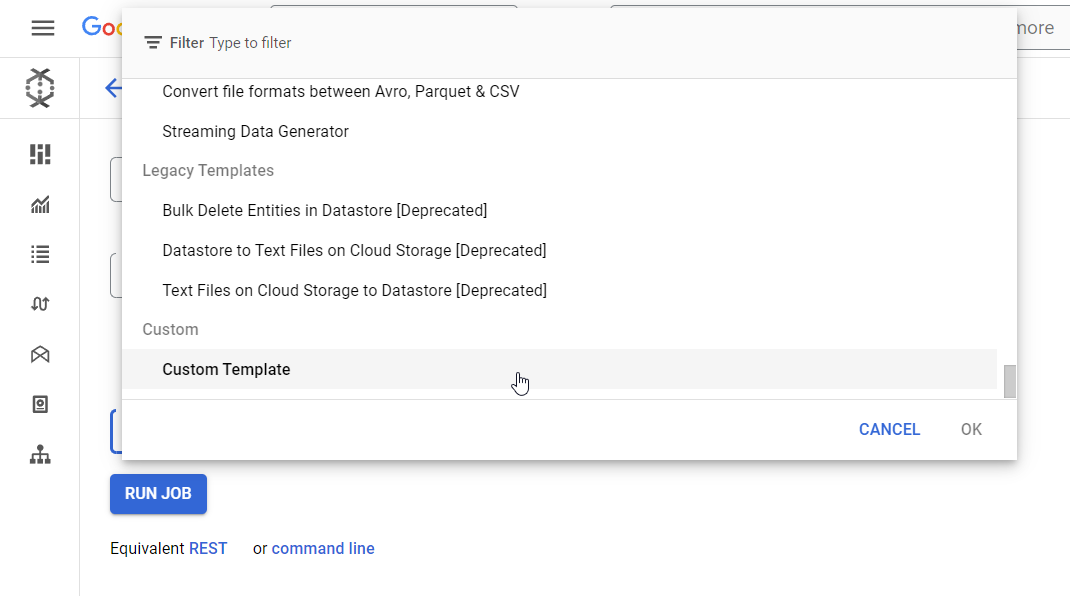 Filter Type to filter
more
Convert file formats between Avro, Parquet & CSV
Streaming Data Generator
Legacy Templates
Bulk Delete Entities in Datastore [Deprecated]
Datastore to Text Files on Cloud Storage [Deprecated]
Text Files on Cloud Storage to Datastore [Deprecated]
Custom
Custom Template
CANCEL OK
RUN JOB
Equivalent REST or command line